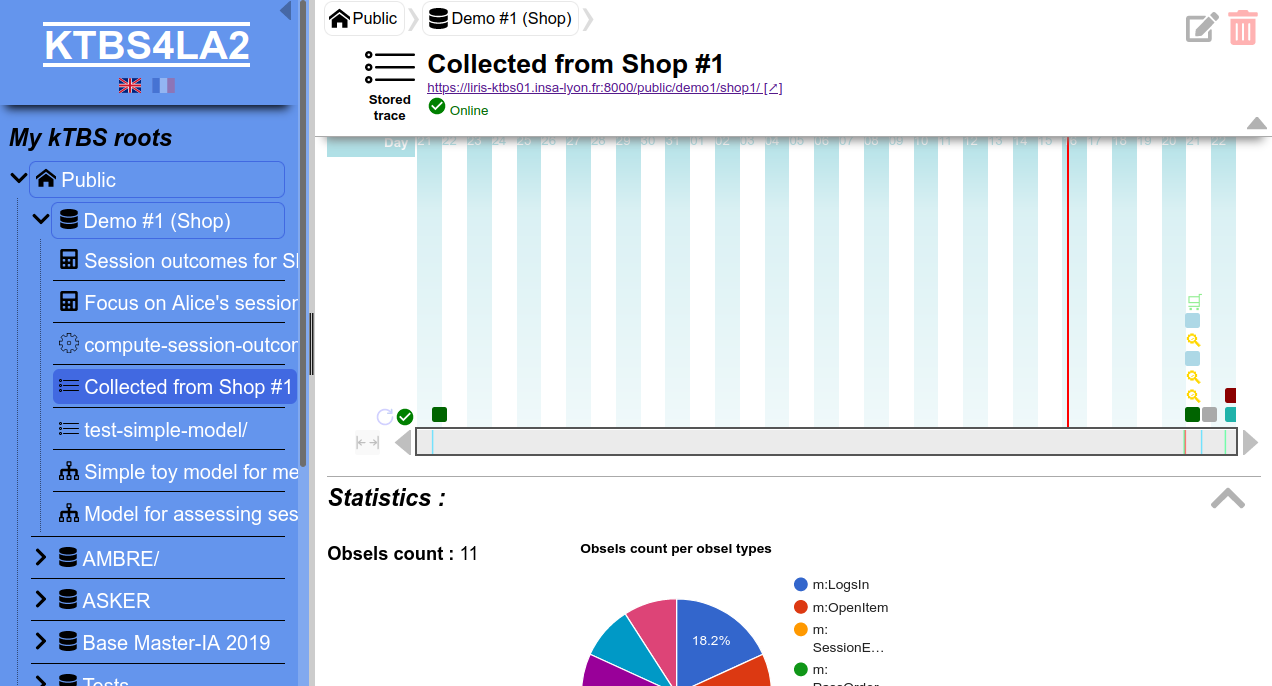 KTBS4LA2
My kTBS roots
Public
Demo #1 (Shop)
Session outcomes for S
Focus on Alice's session
compute-session-outcor
Collected from Shop #1
test-simple-model/
Simple toy model for me
Model for assessing ses
AMBRE/
ASKER
Base Master-IA 2019
Tests
Public
Demo #1 (Shop)
Collected from Shop #1
https://liris-ktbs01.insa-lyon.fr:8000/public/demo1/shop1/ [↗]
Stored
trace
Online
Day 21 22 23 24 25 26 27 28 29 30 31 01 02 03 04 05 06 07 08 09 10 11 12 13 14 15 16 17 18 19 20 21 22
Statistics :
Obsels count : 11
Obsels count per obsel types
18.2%
m:LogsIn
m:OpenItem
m:
SessionE…
m: